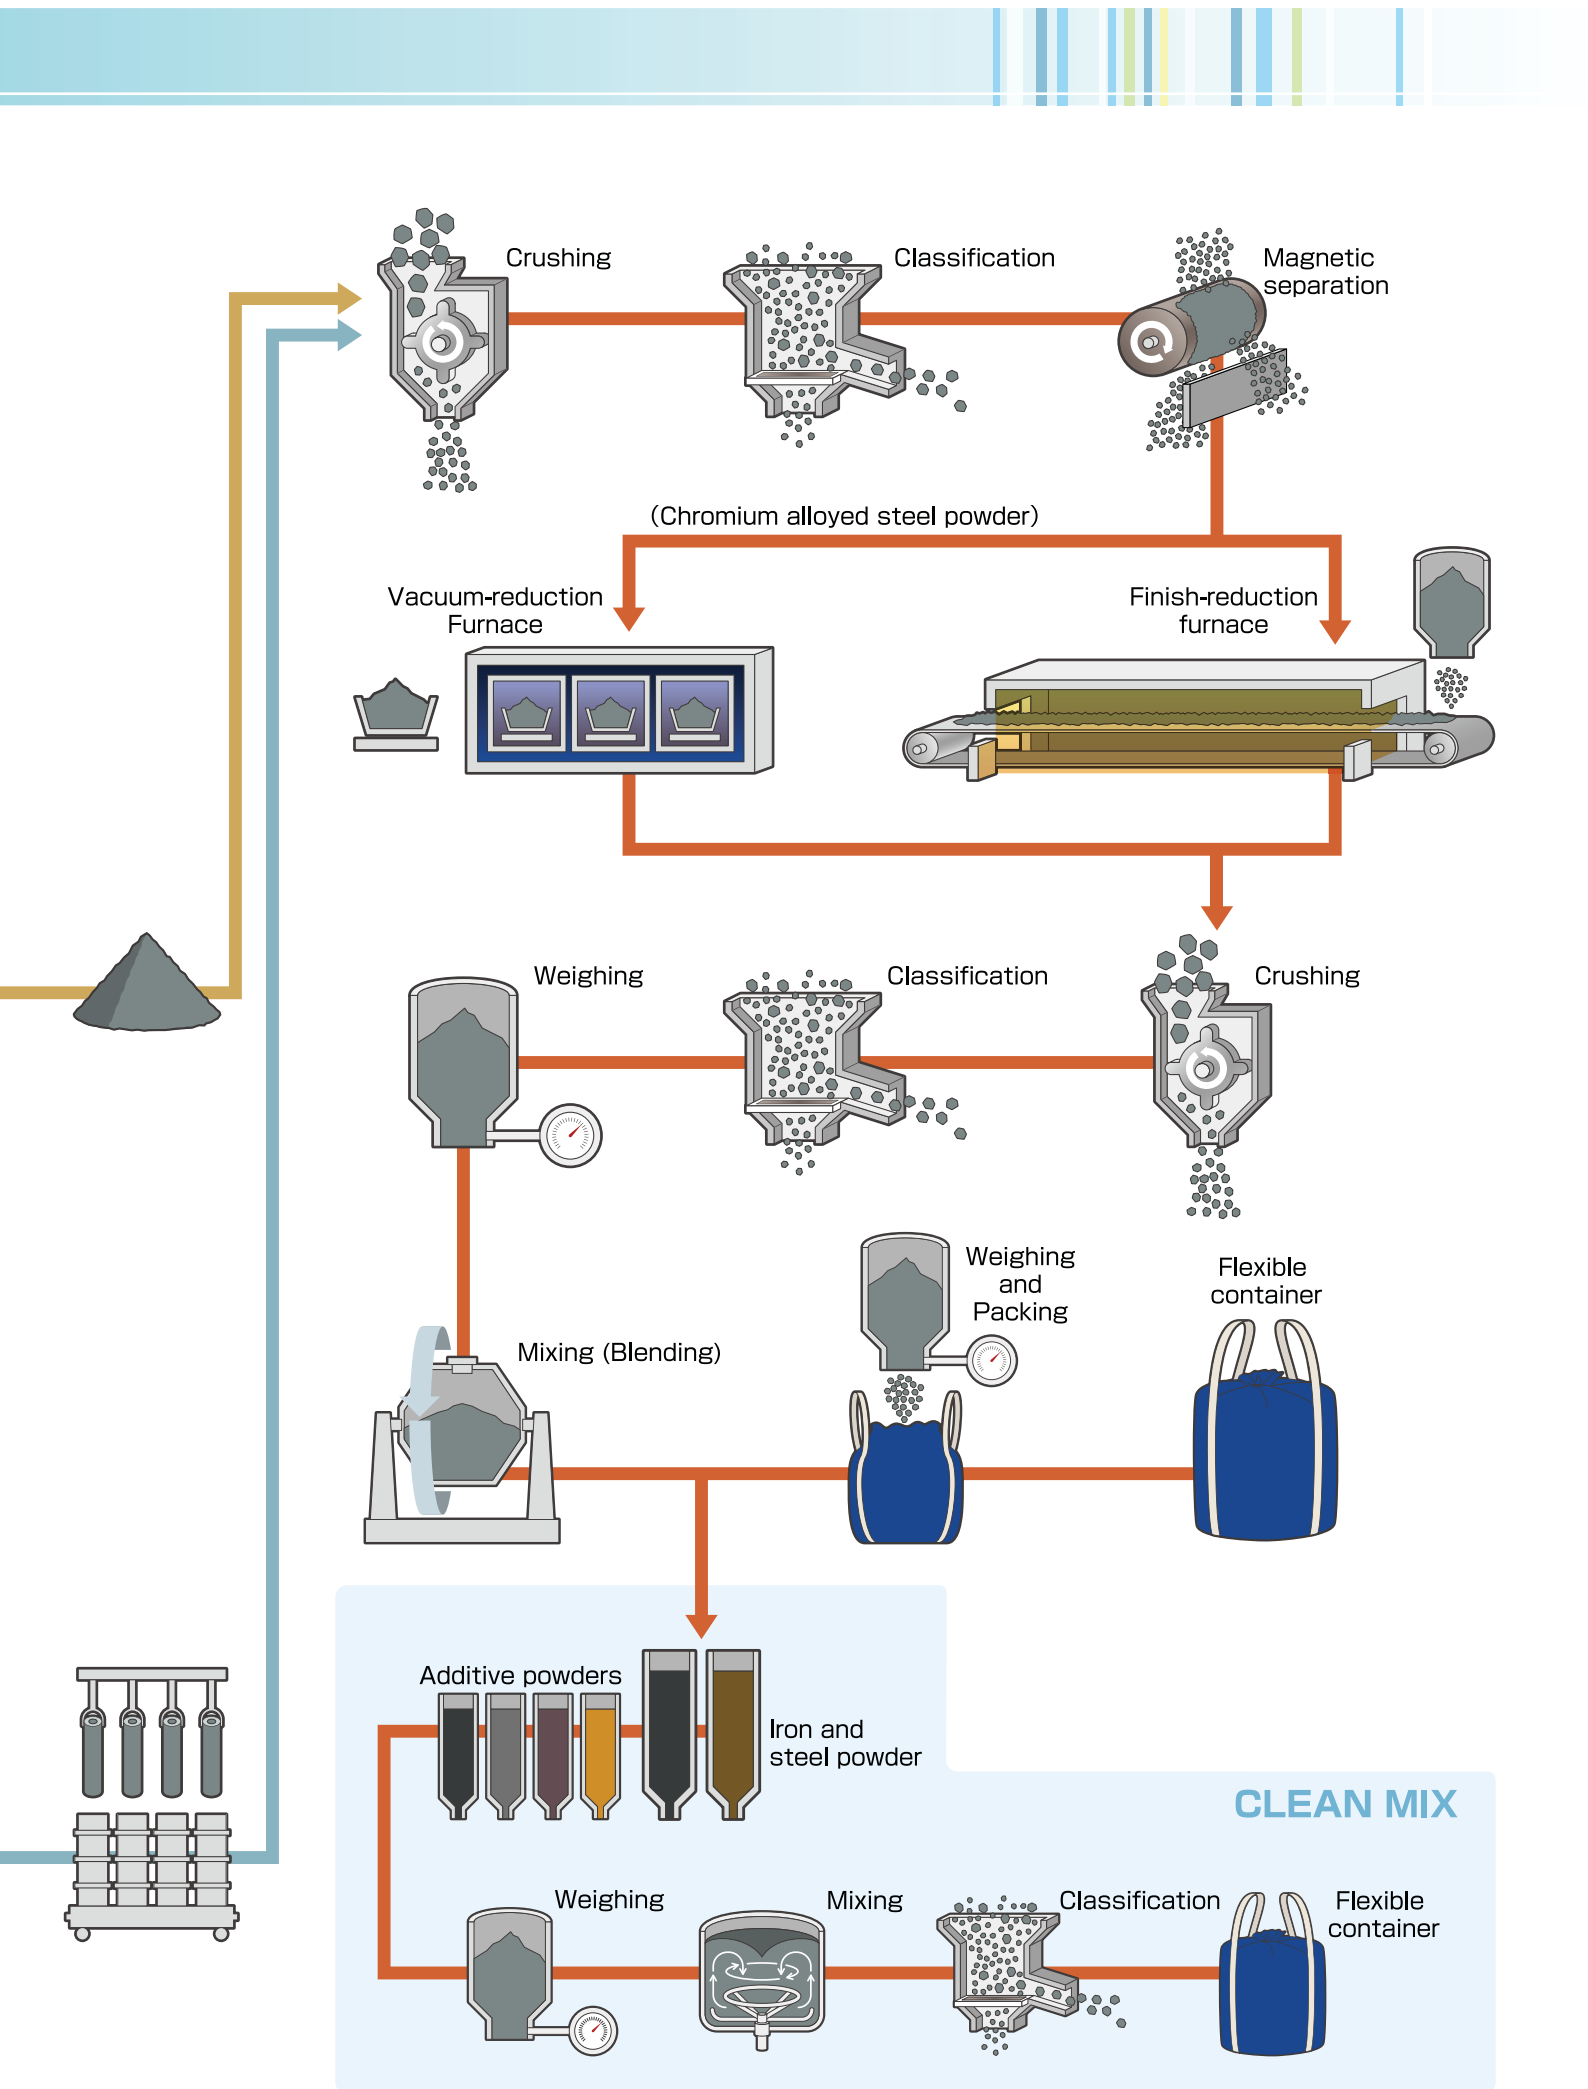 Crushing
Classification
Magnetic
separation
(Chromium alloyed steel powder)
Vacuum-reduction
Furnace
Finish-reduction
furnace
Weighing
Classification
Crushing
Weighing
and
Packing
Flexible
container
Mixing (Blending)
Additive powders
Iron and
steel powder
CLEAN MIX
Weighing
Mixing
Classification
Flexible
container